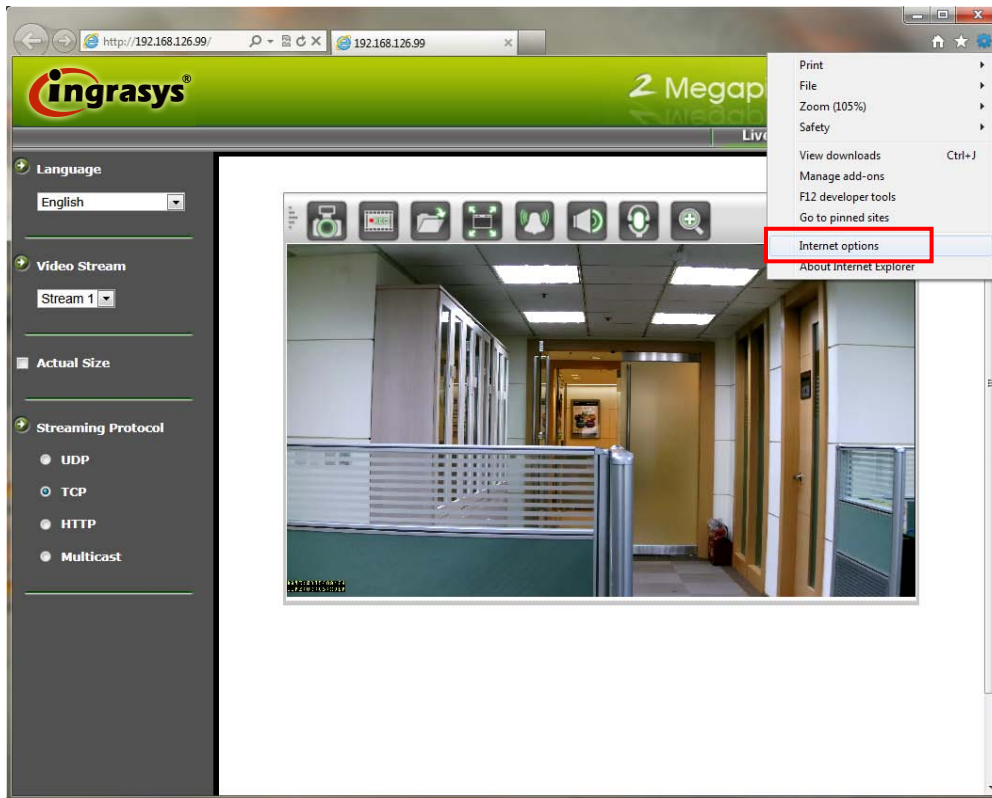 http://192.168.126.99/
192.168.126.99
ingrasys®
2 Megap
Live
Print
File
Zoom (105%)
Safety
View downloads Ctrl+J
Manage add-ons
F12 developer tools
Go to pinned sites
Internet options
About Internet Explorer
Language
English
Video Stream
Stream 1
Actual Size
Streaming Protocol
UDP
TCP
HTTP
Multicast